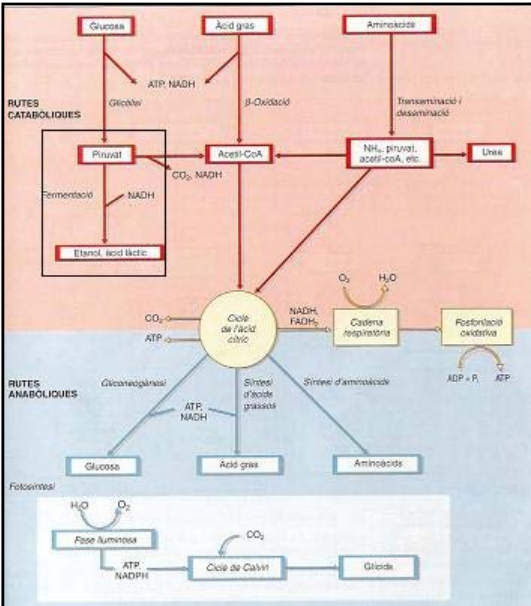 Glucosa
Àcid gras
Aminoàcids
ATP, NADH
RUTES
CATABÒLIQUES
Glicòlisi
β-Oxidació
Transaminació i
desaminació
Piruvat
Acetil-CoA
NH₄, piruvat,
acetil-coA, etc.
Urea
CO₂, NADH
Fermentació
NADH
Etanol, àcid làctic
Cicle
de l'àcid
cítric
CO₂
ATP
NADH,
FADH₂
O₂
H₂O
Cadena
respiratòria
Fosforilació
oxidativa
ADP + Pᵢ
ATP
RUTES
ANABÒLIQUES
Gliconeogènesi
ATP,
NADH
Síntesi
d'àcids
grassos
Síntesi d'aminoàcids
Glucosa
Àcid gras
Aminoàcids
Fotosíntesi
H₂O
O₂
Fase lluminosa
ATP,
NADPH
CO₂
Cicle de Calvin
Glícids